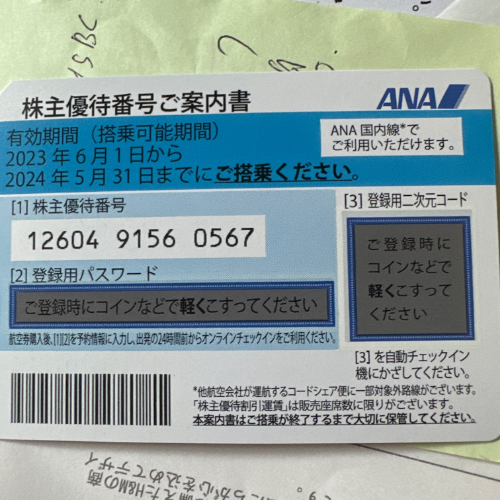 SBC
株主優待番号ご案内書
ANA
有効期間（搭乗可能期間）
2023年6月1日から
2024年5月31日までにご搭乗ください。
ANA国内線*で
ご利用いただけます。
[1] 株主優待番号
12604 9156 0567
[2] 登録用パスワード
ご登録時にコインなどで軽くこすってください
航空券購入後、[1][2]を予約情報に入力し、出発の24時間前からオンラインチェックインをご利用ください。
[3] 登録用二次元コード
ご登録時に
コインなどで
軽くこすって
ください
[3] を自動チェックイン
機にかざしてください。
*他航空会社が運航するコードシェア便に一部対象外路線がございます。
「株主優待割引運賃」は販売座席数に限りがございます。
本案内書はご搭乗が終了するまで大切に保管してください。
えたH&Mの商
心を込めてデザイ